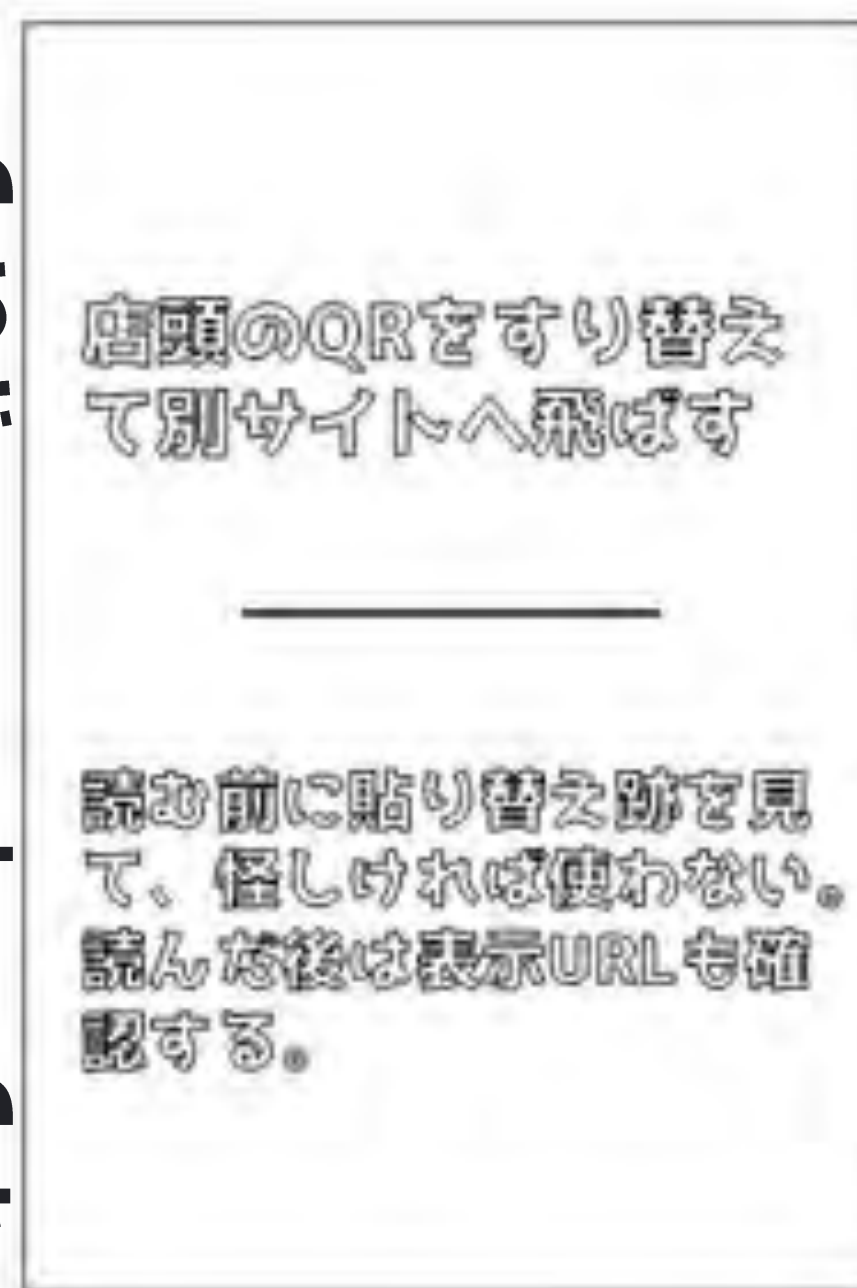 店頭のQRをすり替え
て別サイトへ飛ばす
読む前に貼り替え跡を見
て、怪しければ使わない。
読んだ後は表示URLも確
認する。